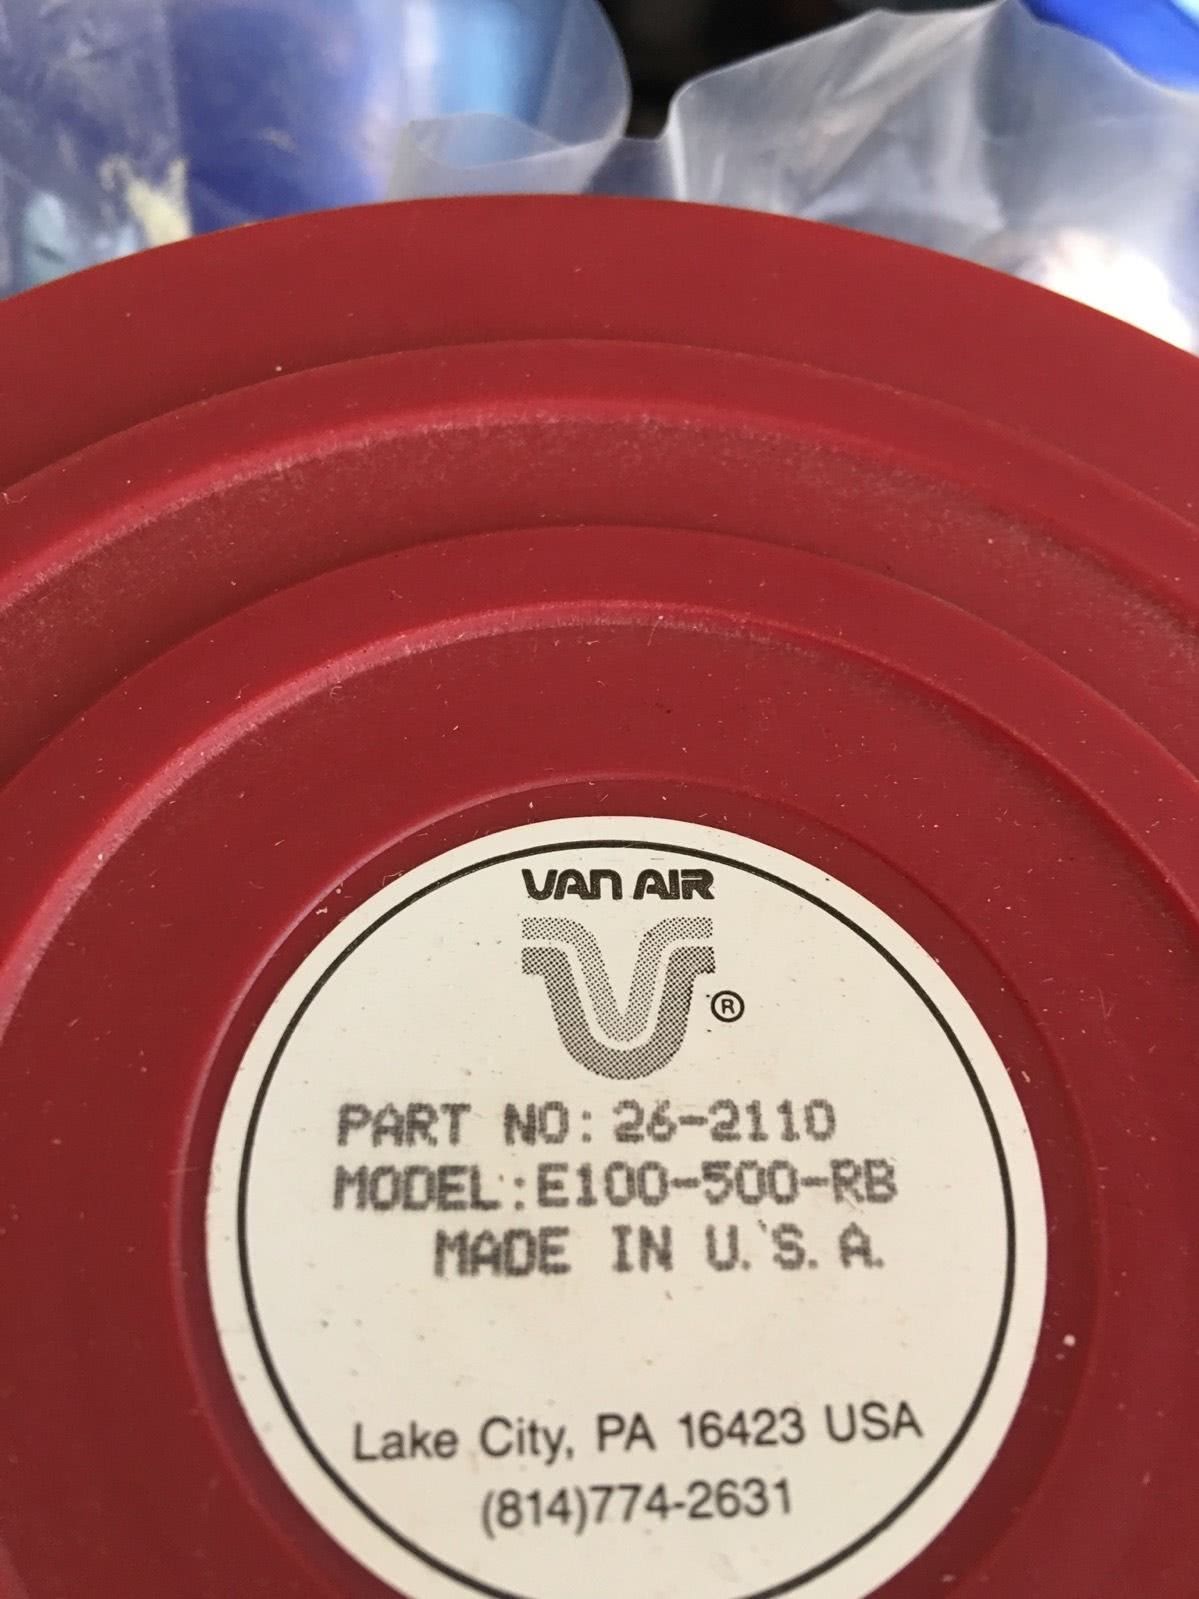 VAN AIR
®
PART NO: 26-2110
MODEL:E100-500-RB
MADE IN U.S.A.
Lake City, PA 16423 USA
(814)774-2631